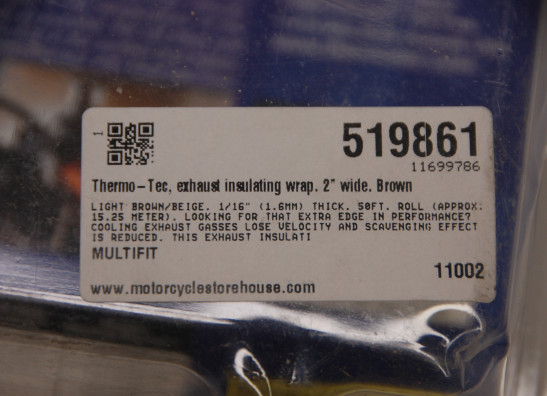 1
519861
11699786
Thermo-Tec, exhaust insulating wrap. 2" wide. Brown
LIGHT BROWN/BEIGE. 1/16" (1.6MM) THICK. 50FT. ROLL (APPROX.
15.25 METER). LOOKING FOR THAT EXTRA EDGE IN PERFORMANCE?
COOLING EXHAUST GASSES LOSE VELOCITY AND SCAVENGING EFFECT
IS REDUCED. THIS EXHAUST INSULATI
MULTIFIT
11002
www.motorcyclestorehouse.com